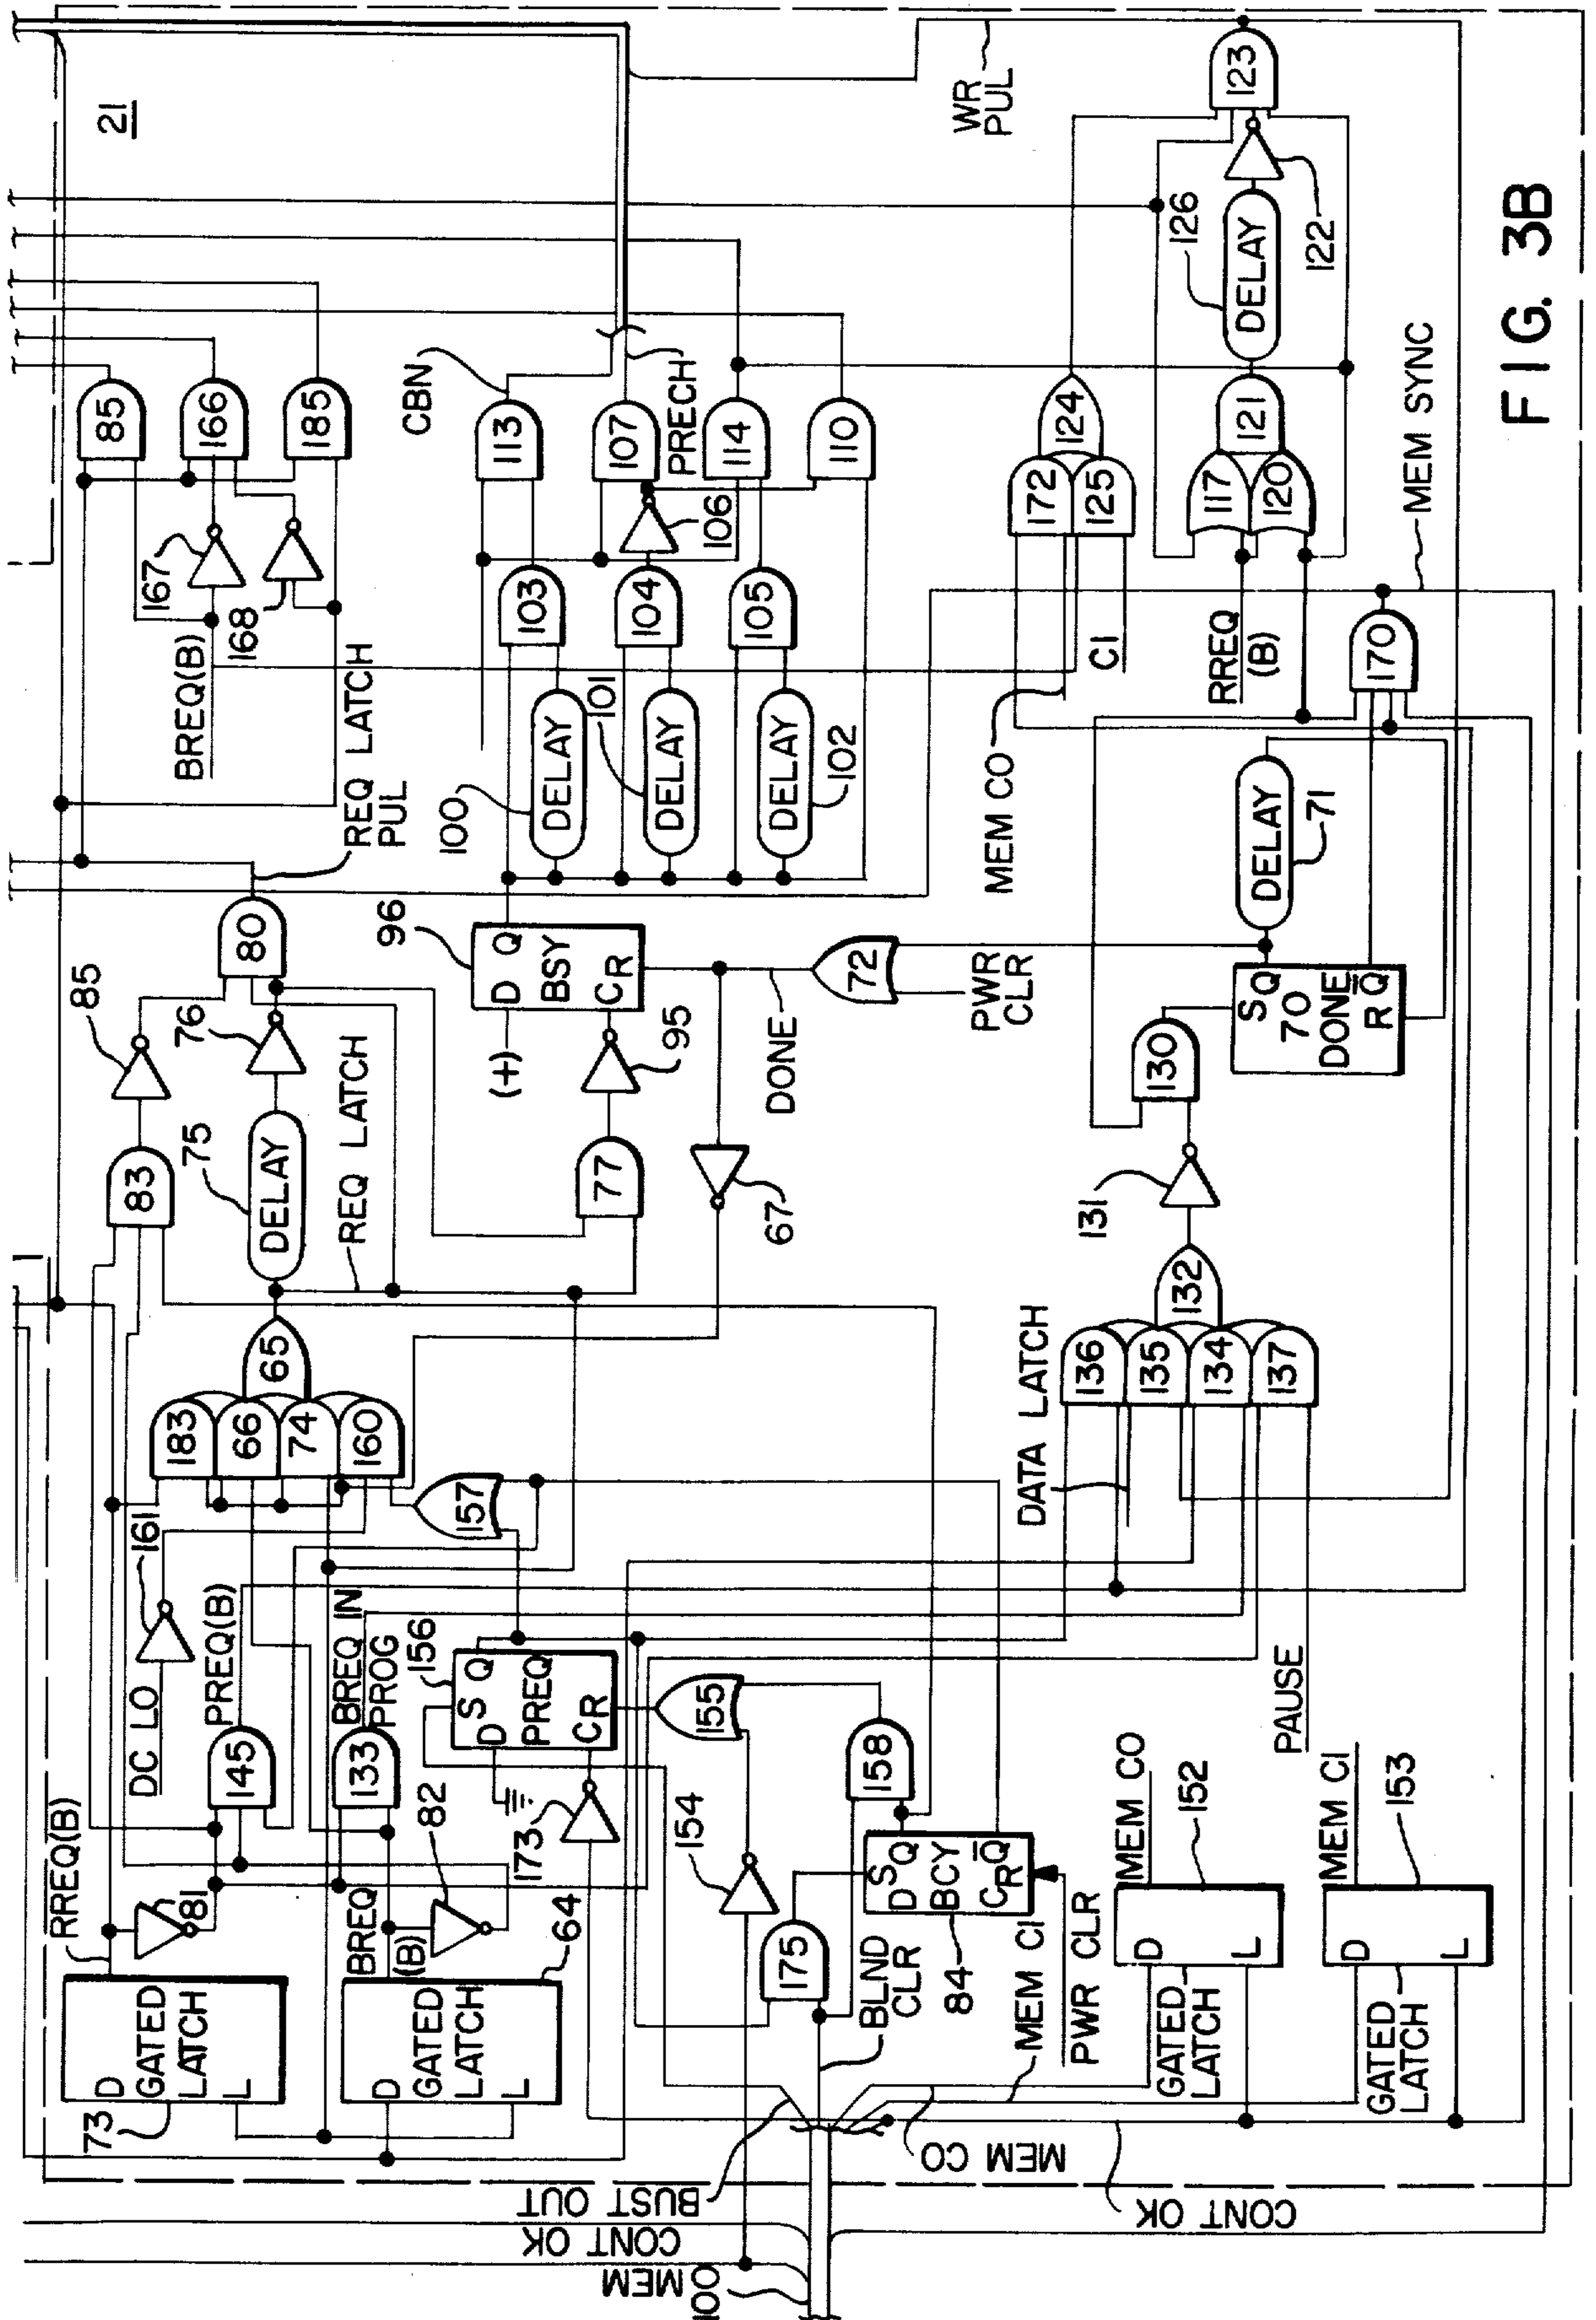 21
85
166
185
167
168
BREQ(B)
REQ LATCH
PUL
CBN
113
107
PRECH
114
110
106
103
104
105
DELAY
DELAY
DELAY
100
101
102
WR
PUL
123
126
DELAY
122
124
121
172
125
117
120
CI
MEM CO
RREQ
(B)
170
MEM SYNC
DELAY
71
FIG. 3B
80
85
76
83
75
DELAY
REQ LATCH
96
D Q
BSY
C R
(+)
95
77
DONE
67
72
PWR
CLR
130
S Q
70
DONE
R Q̅
131
132
136
135
134
137
DATA LATCH
65
183
66
74
160
161
DC LO
157
PREQ(B)
145
BREQ IN
PROG
133
156
S Q
D
PREQ
C R
155
158
173
154
PAUSE
RREQ(B)
81
82
BREQ
(B)
64
73
D
GATED
LATCH
L
D
GATED
LATCH
L
175
S Q
D
BCY
Q̅
C R
84
BLND
CLR
MEM CI
PWR CLR
MEM CO
152
D
L
GATED
LATCH
MEM CI
153
D
L
GATED
LATCH
MEM CO
BUST OUT
CONT OK
CONT OK
MEM
100